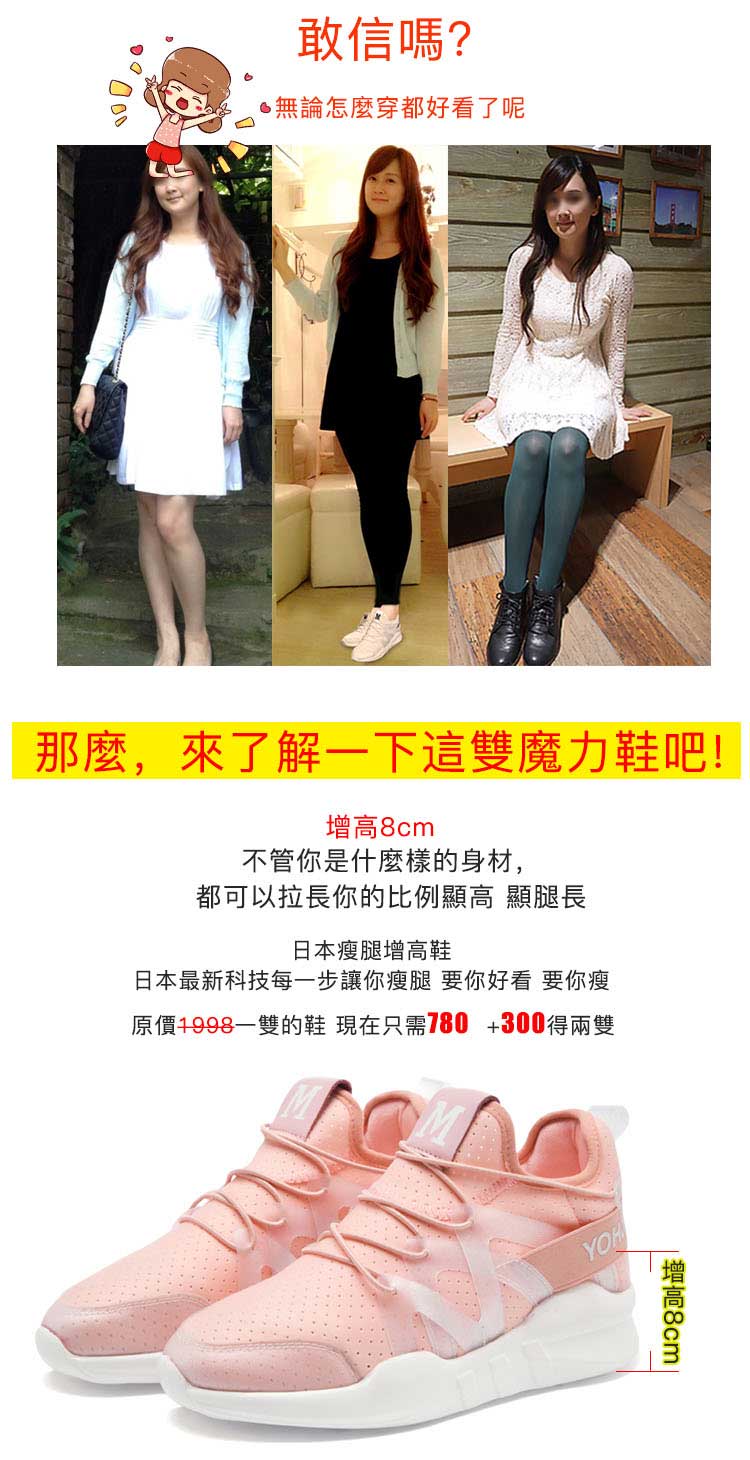 敢信嗎?
無論怎麼穿都好看了呢
M
那麼，來了解一下這雙魔力鞋吧!
增高8cm
不管你是什麼樣的身材,
都可以拉長你的比例顯高 顯腿長
日本瘦腿增高鞋
日本最新科技每一步讓你瘦腿 要你好看 要你瘦
原價1998一雙的鞋 現在只需780 +300得兩雙
M
M
YOH
增高8cm